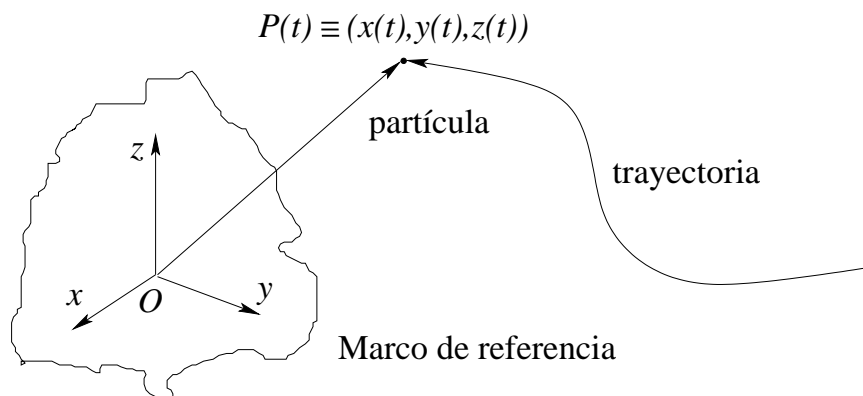 P(t) ≡ (x(t),y(t),z(t))
partícula
z
trayectoria
x
O
y
Marco de referencia